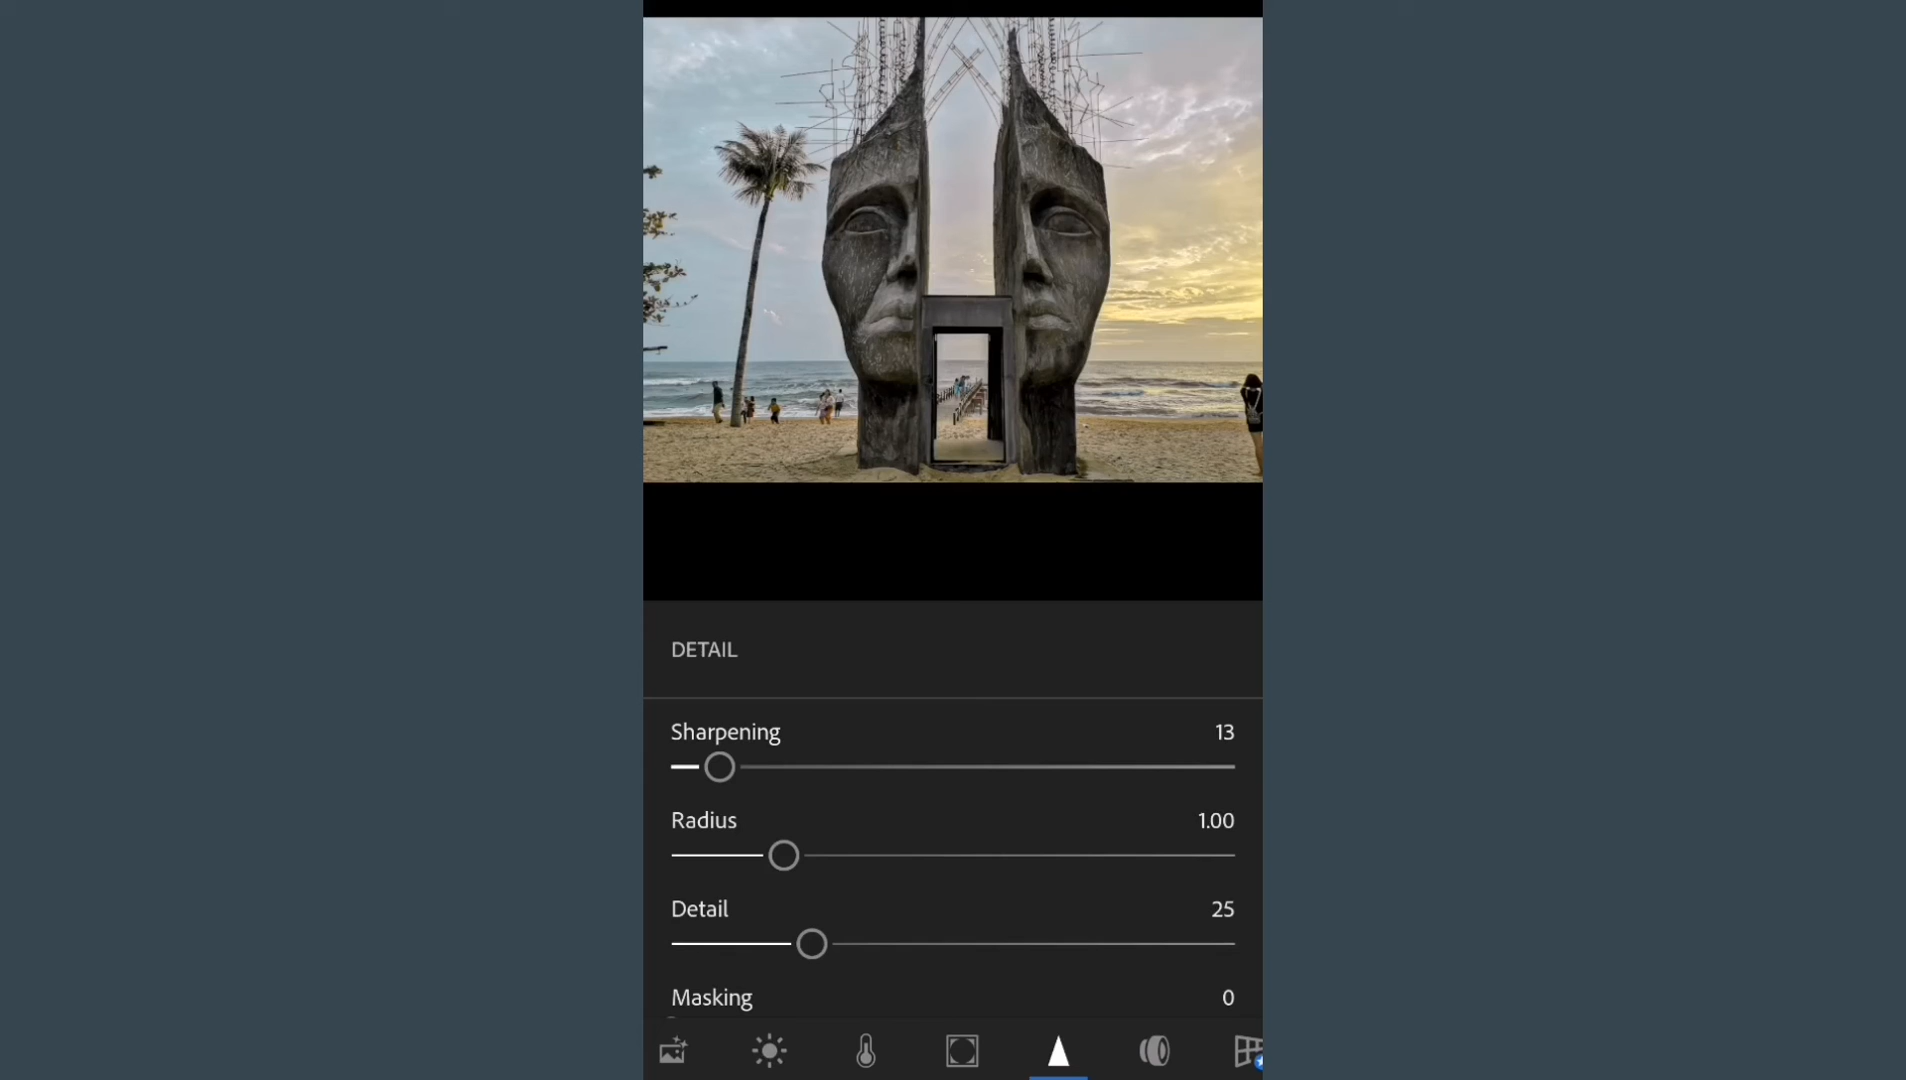 DETAIL
Sharpening 13
Radius 1.00
Detail 25
Masking 0